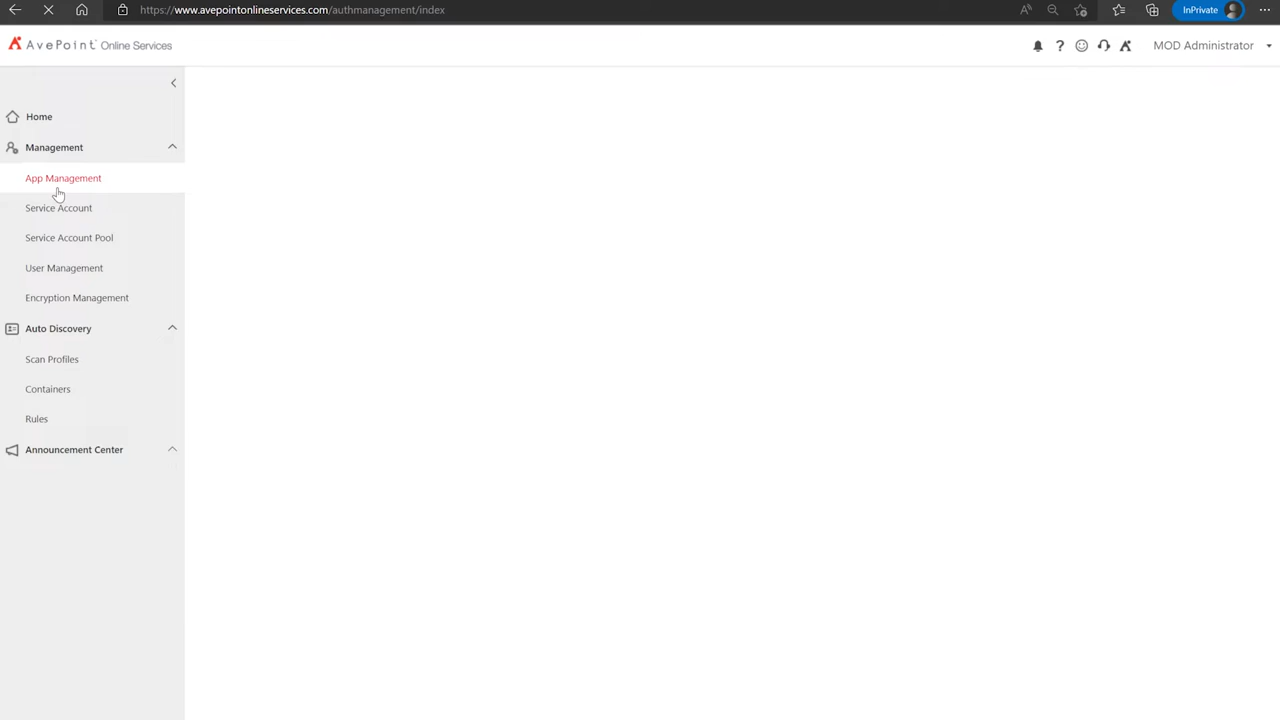 https://www.avepointonlineservices.com/authmanagement/index
InPrivate
AvePoint Online Services
MOD Administrator
Home
Management
App Management
Service Account
Service Account Pool
User Management
Encryption Management
Auto Discovery
Scan Profiles
Containers
Rules
Announcement Center